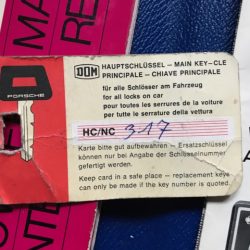 MA
DOM HAUPTSCHLÜSSEL – MAIN KEY – CLE
PRINCIPALE – CHIAVE PRINCIPALE
für alle Schlösser am Fahrzeug
for all locks on car
pour toutes les serrures de la voiture
per tutte le serrature della vettura
PORSCHE
HC/NC 317
Karte bitte gut aufbewahren – Ersatzschlüssel
können nur bei Angabe der Schlüsselnummer
gefertigt werden.
Keep card in a safe place – replacement keys
can only be made if the key number is quoted.